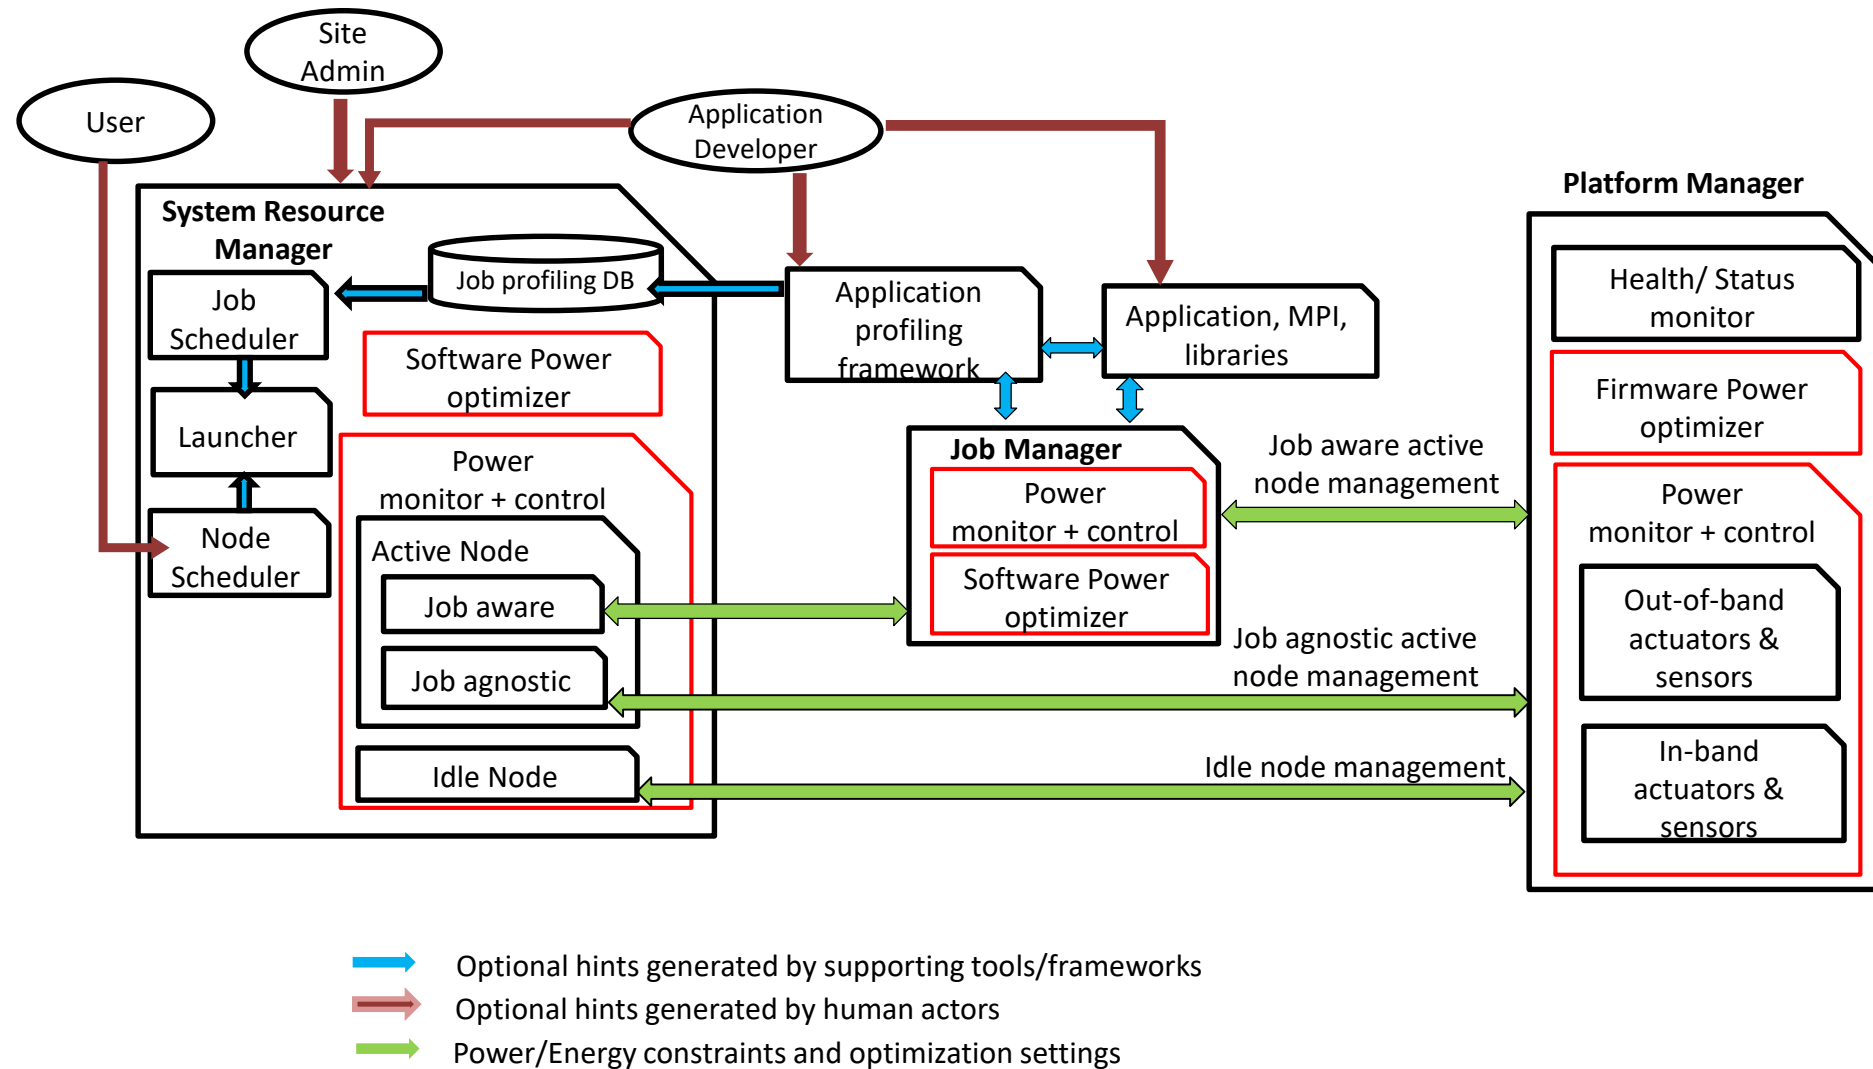 Site
Admin
User
Application
Developer
Platform Manager
System Resource
Manager
Job profiling DB
Job
Scheduler
Launcher
Node
Scheduler
Software Power
optimizer
Power
monitor + control
Active Node
Job aware
Job agnostic
Idle Node
Application
profiling
framework
Application, MPI,
libraries
Job Manager
Power
monitor + control
Software Power
optimizer
Job aware active
node management
Job agnostic active
node management
Idle node management
Health/ Status
monitor
Firmware Power
optimizer
Power
monitor + control
Out-of-band
actuators &
sensors
In-band
actuators &
sensors
Optional hints generated by supporting tools/frameworks
Optional hints generated by human actors
Power/Energy constraints and optimization settings